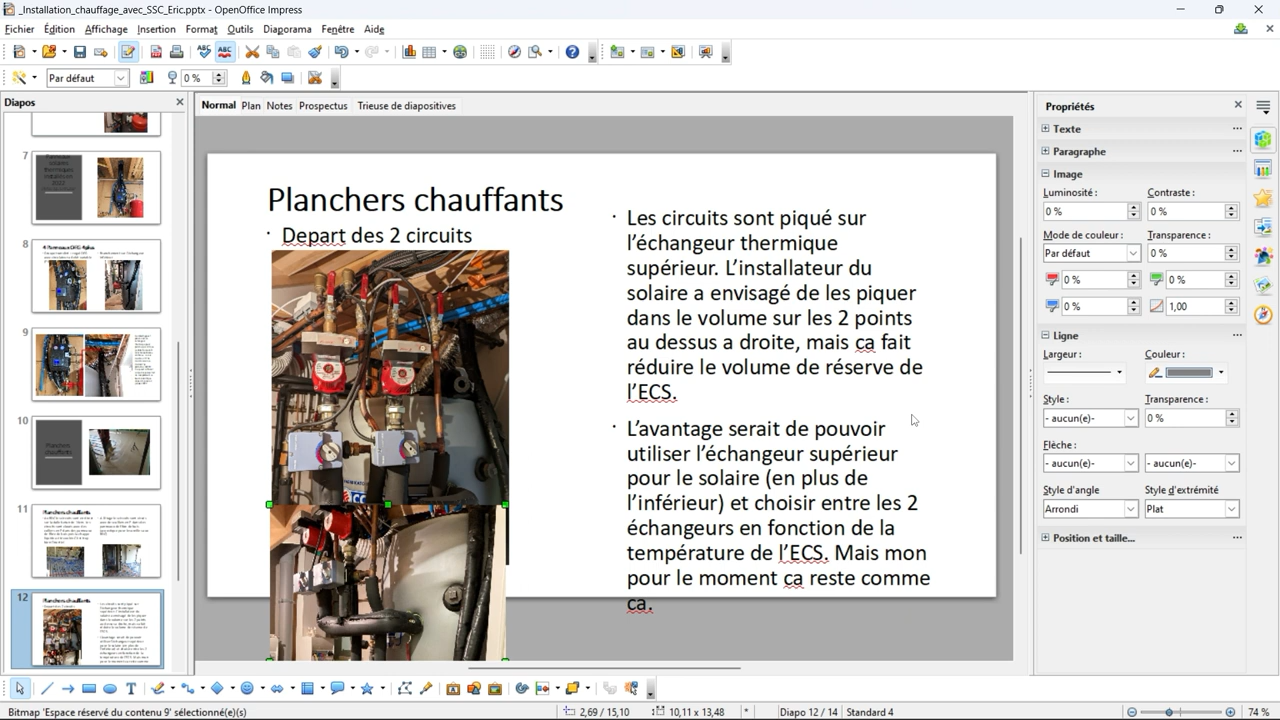 _Installation_chauffage_avec_SSC_Eric.pptx - OpenOffice Impress
Fichier Édition Affichage Insertion Format Outils Diaporama Fenêtre Aide
Par défaut 0 %
Diapos
Normal Plan Notes Prospectus Trieuse de diapositives
7
8
9
10
Planchers chauffants
11
Planchers chauffants
12
Planchers chauffants
Planchers chauffants
Depart des 2 circuits
Les circuits sont piqué sur
l'échangeur thermique
supérieur. L'installateur du
solaire a envisagé de les piquer
dans le volume sur les 2 points
au dessus a droite, mais ca fait
réduire le volume de réserve de
l'ECS.
L'avantage serait de pouvoir
utiliser l'échangeur supérieur
pour le solaire (en plus de
l'inférieur) et choisir entre les 2
échangeurs en fonction de la
température de l'ECS. Mais mon
pour le moment ca reste comme
ca.
Propriétés
Texte
Paragraphe
Image
Luminosité : Contraste :
0 % 0 %
Mode de couleur : Transparence :
Par défaut 0 %
0 % 0 %
0 % 1,00
Ligne
Largeur : Couleur :
Style : Transparence :
- aucun(e)- 0 %
Flèche :
- aucun(e)- - aucun(e)-
Style d'angle Style d'extrémité
Arrondi Plat
Position et taille...
Bitmap 'Espace réservé du contenu 9' sélectionné(e)(s) 2,69 / 15,10 10,11 x 13,48 * Diapo 12 / 14 Standard 4 74 %